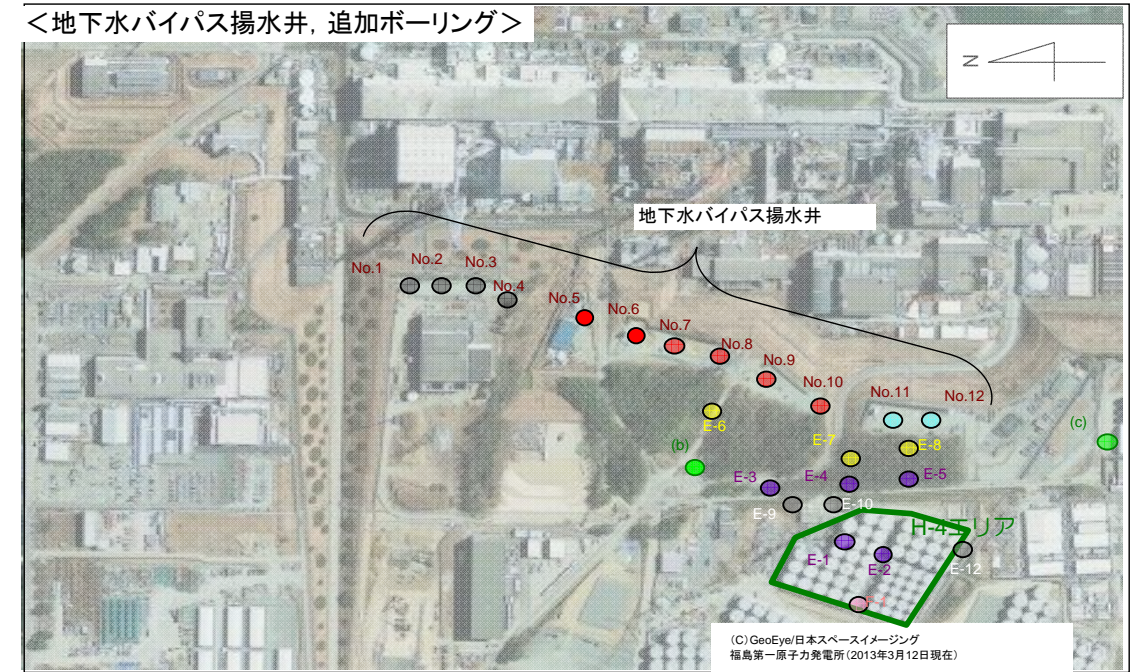 ＜地下水バイパス揚水井，追加ボーリング＞
N
地下水バイパス揚水井
No.1
No.2
No.3
No.4
No.5
No.6
No.7
No.8
No.9
No.10
No.11
No.12
E-6
(b)
(c)
E-7
E-8
E-3
E-4
E-5
E-9
E-10
H-4エリア
E-1
E-2
E-12
(C)GeoEye/日本スペースイメージング
福島第一原子力発電所（2013年3月12日現在）